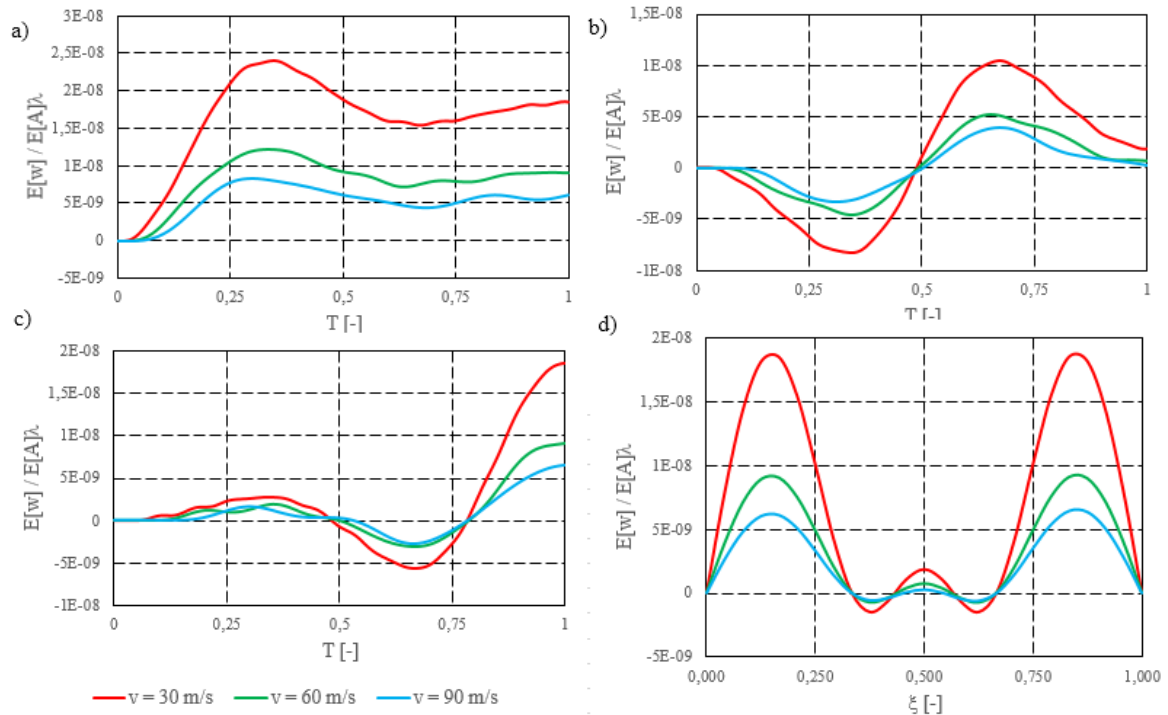 a)
E[w] / E[A]λ
3E-08
2,5E-08
2E-08
1,5E-08
1E-08
5E-09
0
-5E-09
0
0,25
0,5
0,75
1
T [-]
b)
E[w] / E[A]λ
1,5E-08
1E-08
5E-09
0
-5E-09
-1E-08
0
0,25
0,5
0,75
1
T [-]
c)
E[w] / E[A]λ
2E-08
1,5E-08
1E-08
5E-09
0
-5E-09
-1E-08
0
0,25
0,5
0,75
1
T [-]
d)
E[w] / E[A]λ
2E-08
1,5E-08
1E-08
5E-09
0
-5E-09
0,000
0,250
0,500
0,750
1,000
ξ [-]
v = 30 m/s
v = 60 m/s
v = 90 m/s